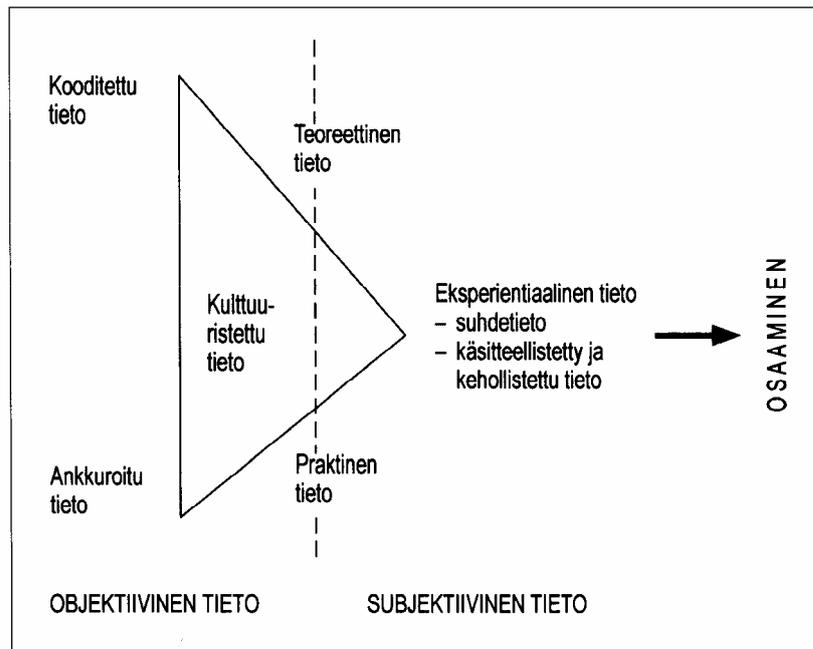 Kooditettu
tieto
Teoreettinen
tieto
Kulttuu-
ristettu
tieto
Eksperientiaalinen tieto
– suhdetieto
– käsitteellistetty ja
kehollistettu tieto
OSAAMINEN
Ankkuroitu
tieto
Praktinen
tieto
OBJEKTIIVINEN TIETO
SUBJEKTIIVINEN TIETO